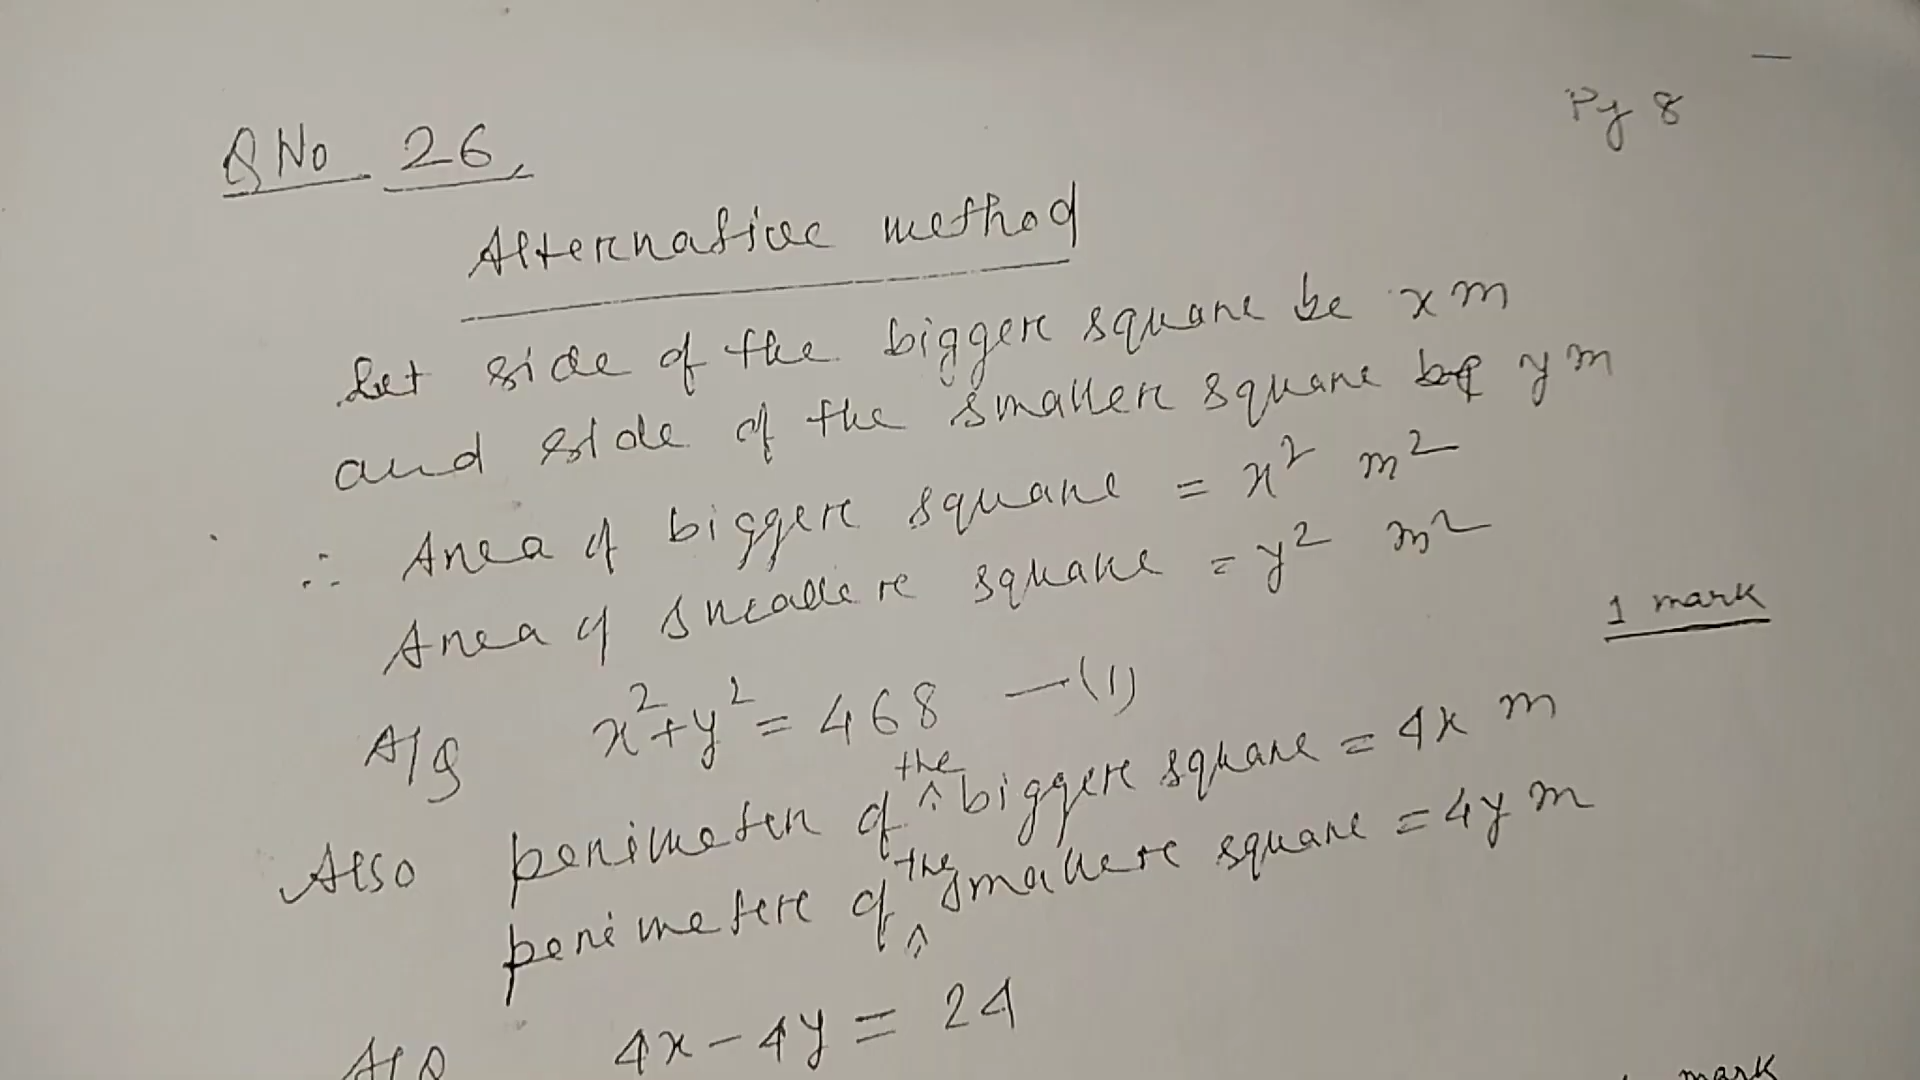 Pg 8
Q No 26.
Alternative method
Let side of the bigger square be x m
and side of the smaller square be y m
∴ Area of bigger square = x² m²
Area of smaller square = y² m²
1 mark
A/Q x² + y² = 468 —(1)
Also perimeter of the bigger square = 4x m
perimeter of the smaller square = 4y m
A/Q 4x - 4y = 24
mark